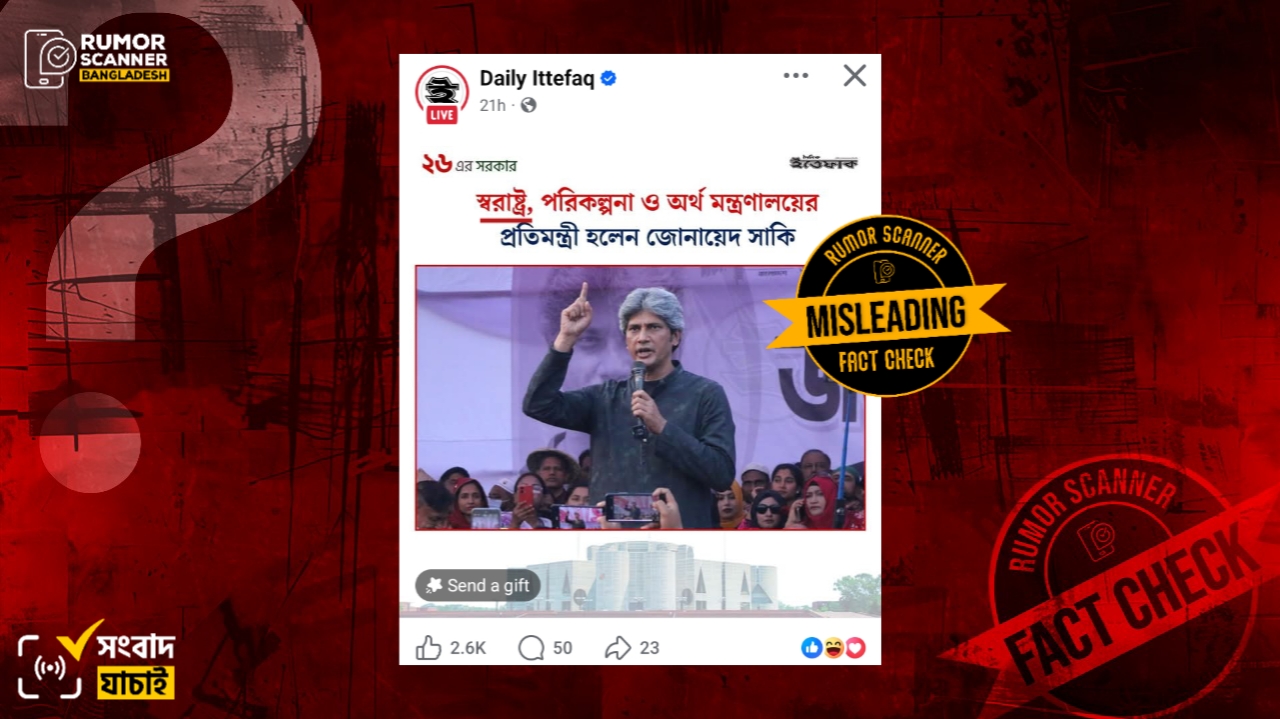 RUMOR
SCANNER
BANGLADESH
Daily Ittefaq
LIVE
21h
২৬ এর সরকার
দৈনিক
ইত্তেফাক
স্বরাষ্ট্র, পরিকল্পনা ও অর্থ মন্ত্রণালয়ের
প্রতিমন্ত্রী হলেন জোনায়েদ সাকি
RUMOR SCANNER
MISLEADING
FACT CHECK
Send a gift
2.6K
50
23
RUMOR SCANNER
FACT CHECK
সংবাদ
যাচাই